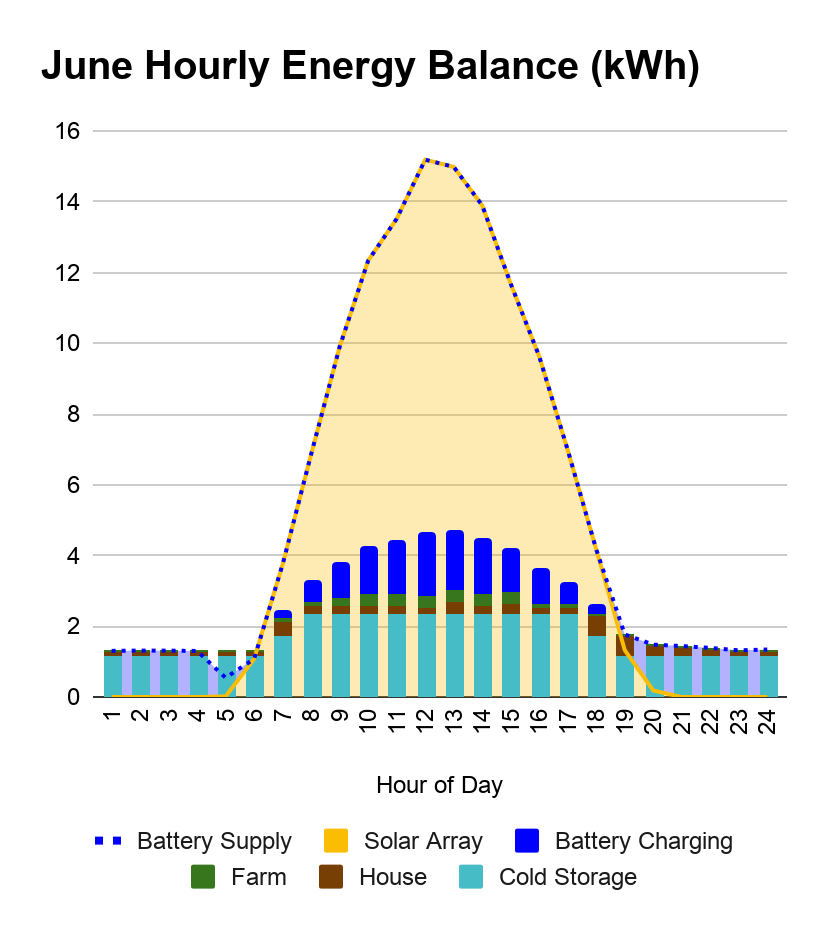 June Hourly Energy Balance (kWh)
16
14
12
10
8
6
4
2
0
1 2 3 4 5 6 7 8 9 10 11 12 13 14 15 16 17 18 19 20 21 22 23 24
Hour of Day
Battery Supply Solar Array Battery Charging
Farm House Cold Storage